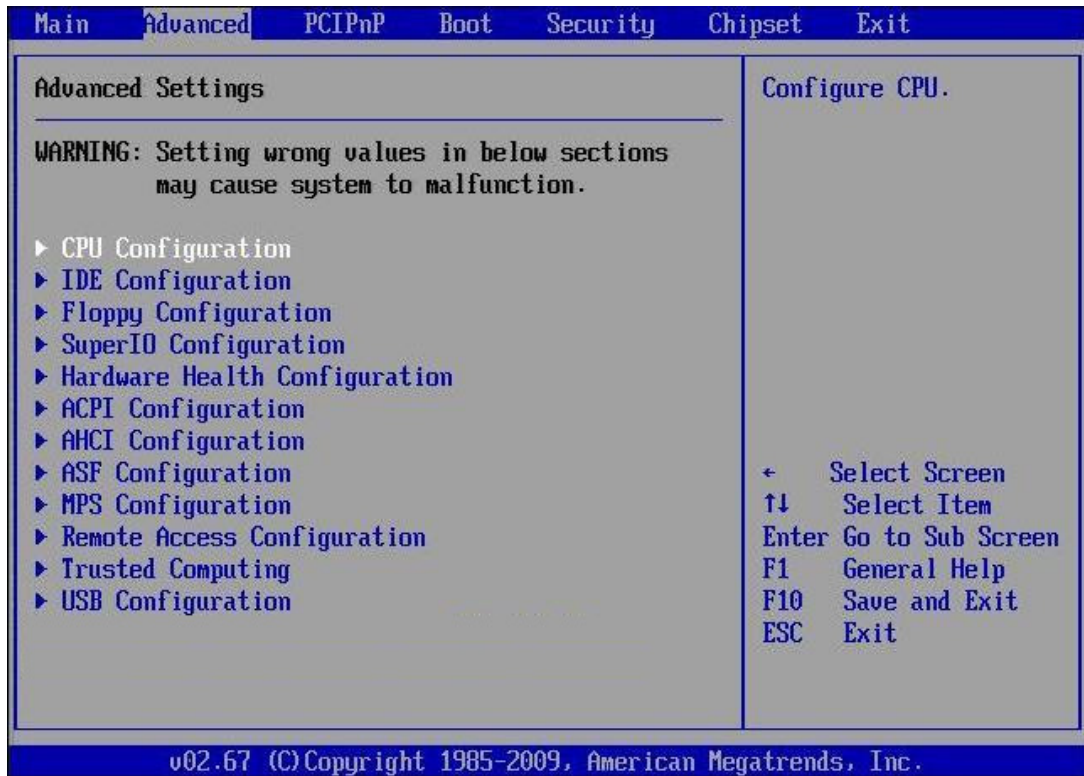 Main Advanced PCIPnP Boot Security Chipset Exit
Advanced Settings
WARNING: Setting wrong values in below sections
may cause system to malfunction.
▶ CPU Configuration
▶ IDE Configuration
▶ Floppy Configuration
▶ SuperIO Configuration
▶ Hardware Health Configuration
▶ ACPI Configuration
▶ AHCI Configuration
▶ ASF Configuration
▶ MPS Configuration
▶ Remote Access Configuration
▶ Trusted Computing
▶ USB Configuration
Configure CPU.
← Select Screen
↑↓ Select Item
Enter Go to Sub Screen
F1 General Help
F10 Save and Exit
ESC Exit
v02.67 (C)Copyright 1985-2009, American Megatrends, Inc.